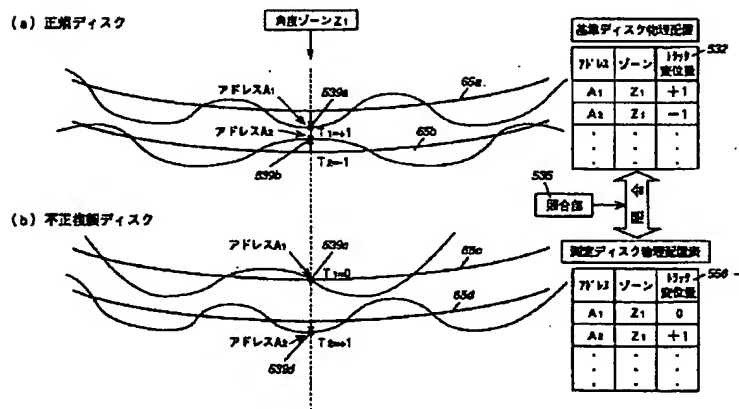 (a) 正規ディスク
角度ゾーンZ1
アドレスA1
539a
65a
T1=+1
アドレスA2
65b
T2=-1
539b
基準ディスク物理配置
532
アドレス ゾーン トラック変位量
A1 Z1 +1
A2 Z1 -1
照合
535
照合部
(b) 不正複製ディスク
アドレスA1
539c
65c
T1=0
65d
アドレスA2
T2=+1
539d
測定ディスク物理配置表
556
アドレス ゾーン トラック変位量
A1 Z1 0
A2 Z1 +1